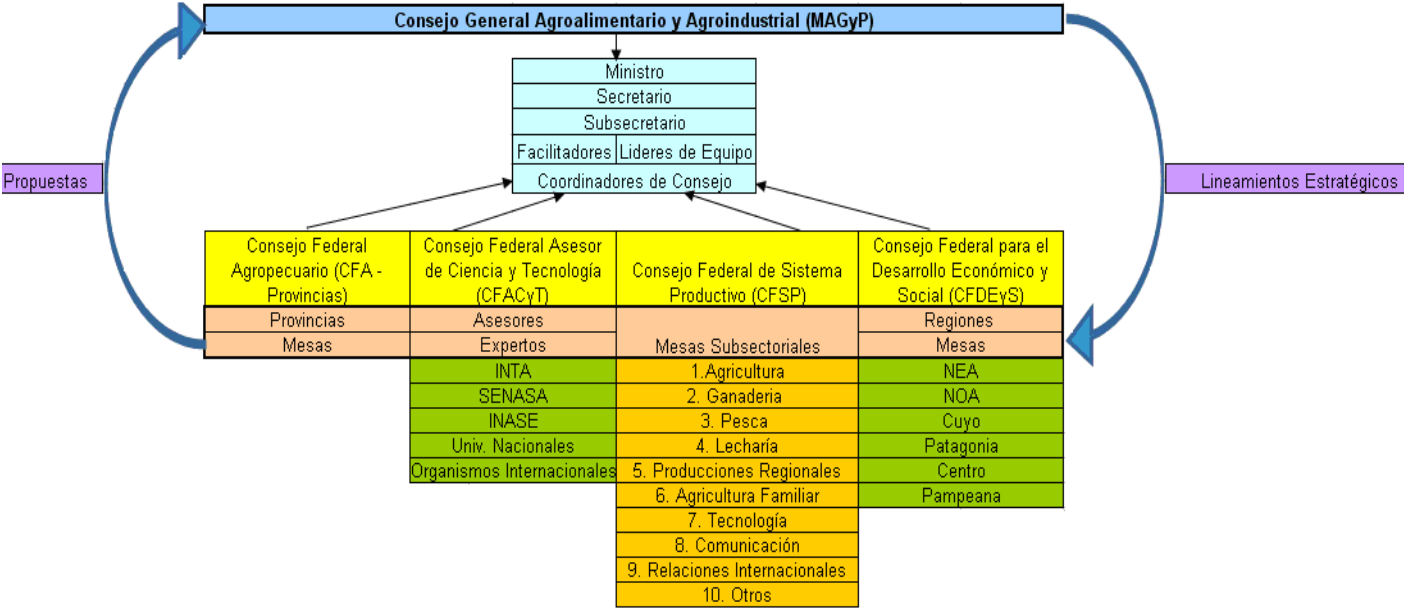 Consejo General Agroalimentario y Agroindustrial (MAGyP)
Ministro
Secretario
Subsecretario
Facilitadores Lideres de Equipo
Coordinadores de Consejo
Propuestas
Lineamientos Estratégicos
Consejo Federal
Agropecuario (CFA -
Provincias)
Provincias
Mesas
Consejo Federal Asesor
de Ciencia y Tecnología
(CFACyT)
Asesores
Expertos
INTA
SENASA
INASE
Univ. Nacionales
Organismos Internacionales
Consejo Federal de Sistema
Productivo (CFSP)
Mesas Subsectoriales
1.Agricultura
2. Ganaderia
3. Pesca
4. Lecharía
5. Producciones Regionales
6. Agricultura Familiar
7. Tecnología
8. Comunicación
9. Relaciones Internacionales
10. Otros
Consejo Federal para el
Desarrollo Económico y
Social (CFDEyS)
Regiones
Mesas
NEA
NOA
Cuyo
Patagonia
Centro
Pampeana